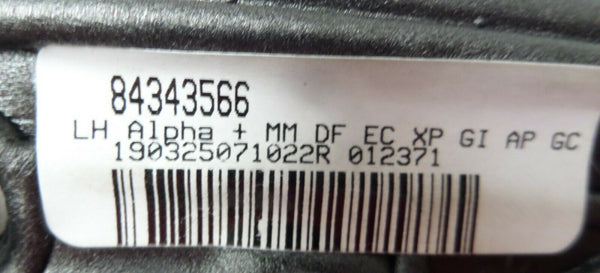 84343566
LH Alpha + MM DF EC XP GI AP GC
190325071022R 012371